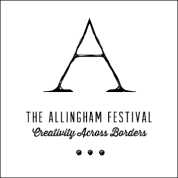 A
THE ALLINGHAM FESTIVAL
Creativity Across Borders